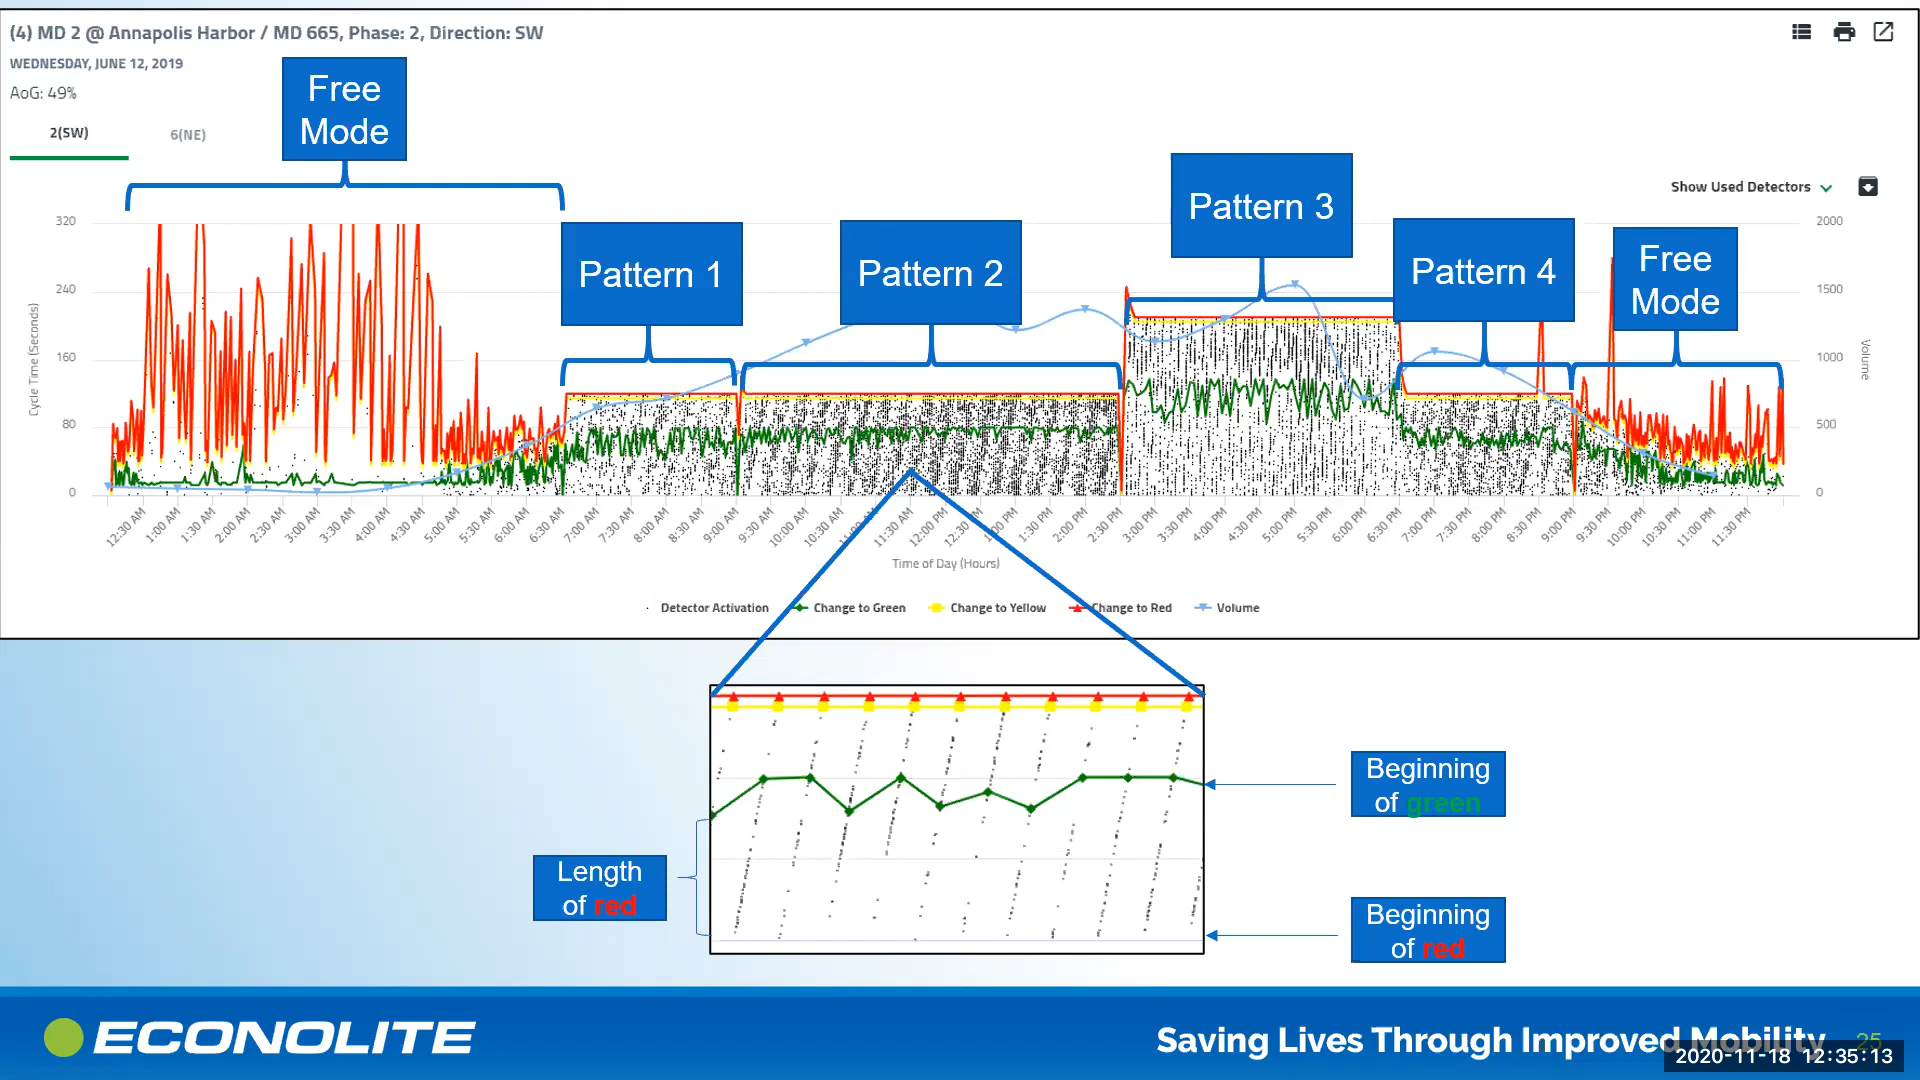 (4) MD 2 @ Annapolis Harbor / MD 665, Phase: 2, Direction: SW
WEDNESDAY, JUNE 12, 2019
AoG: 49%
2(SW)
6(NE)
Free
Mode
Pattern 1
Pattern 2
Pattern 3
Pattern 4
Free
Mode
Show Used Detectors
320
240
160
80
0
Cycle Time (Seconds)
2000
1500
1000
500
0
Volume
12:30 AM
1:00 AM
1:30 AM
2:00 AM
2:30 AM
3:00 AM
3:30 AM
4:00 AM
4:30 AM
5:00 AM
5:30 AM
6:00 AM
6:30 AM
7:00 AM
7:30 AM
8:00 AM
8:30 AM
9:00 AM
9:30 AM
10:00 AM
10:30 AM
11:00 AM
11:30 AM
12:00 PM
12:30 PM
1:00 PM
1:30 PM
2:00 PM
2:30 PM
3:00 PM
3:30 PM
4:00 PM
4:30 PM
5:00 PM
5:30 PM
6:00 PM
6:30 PM
7:00 PM
7:30 PM
8:00 PM
8:30 PM
9:00 PM
9:30 PM
10:00 PM
10:30 PM
11:00 PM
11:30 PM
Time of Day (Hours)
Detector Activation
Change to Green
Change to Yellow
Change to Red
Volume
Beginning
of green
Length
of red
Beginning
of red
ECONOLITE
Saving Lives Through Improved Mobility
25
2020-11-18 12:35:13